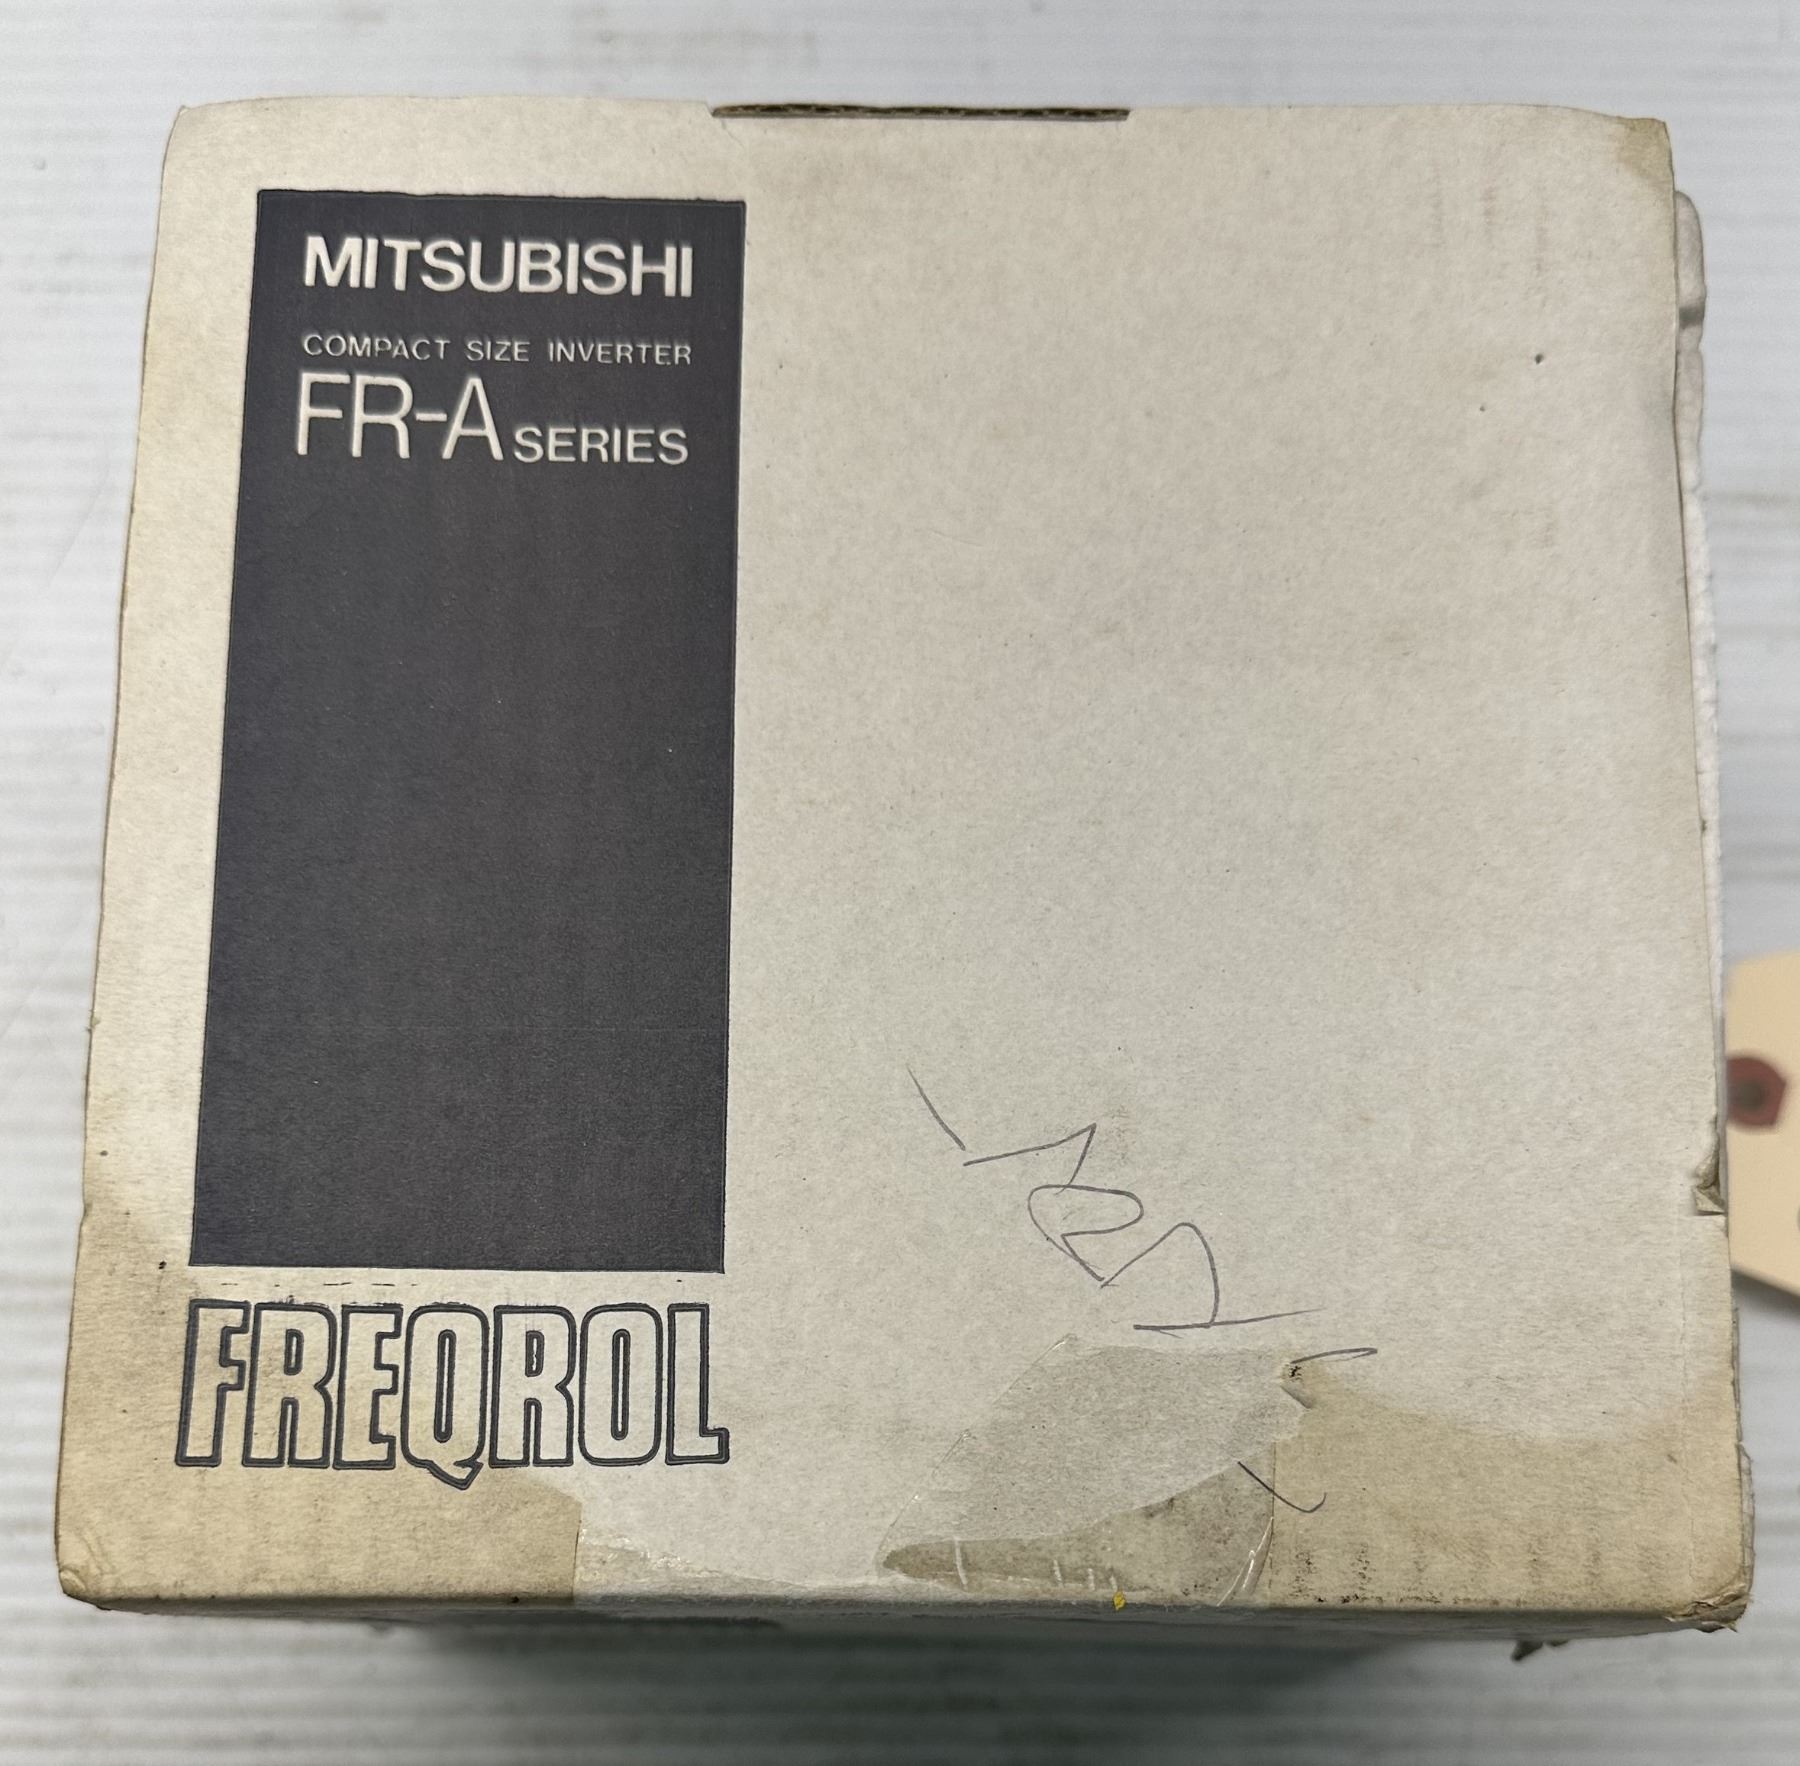 MITSUBISHI
COMPACT SIZE INVERTER
FR-A SERIES
FREQROL